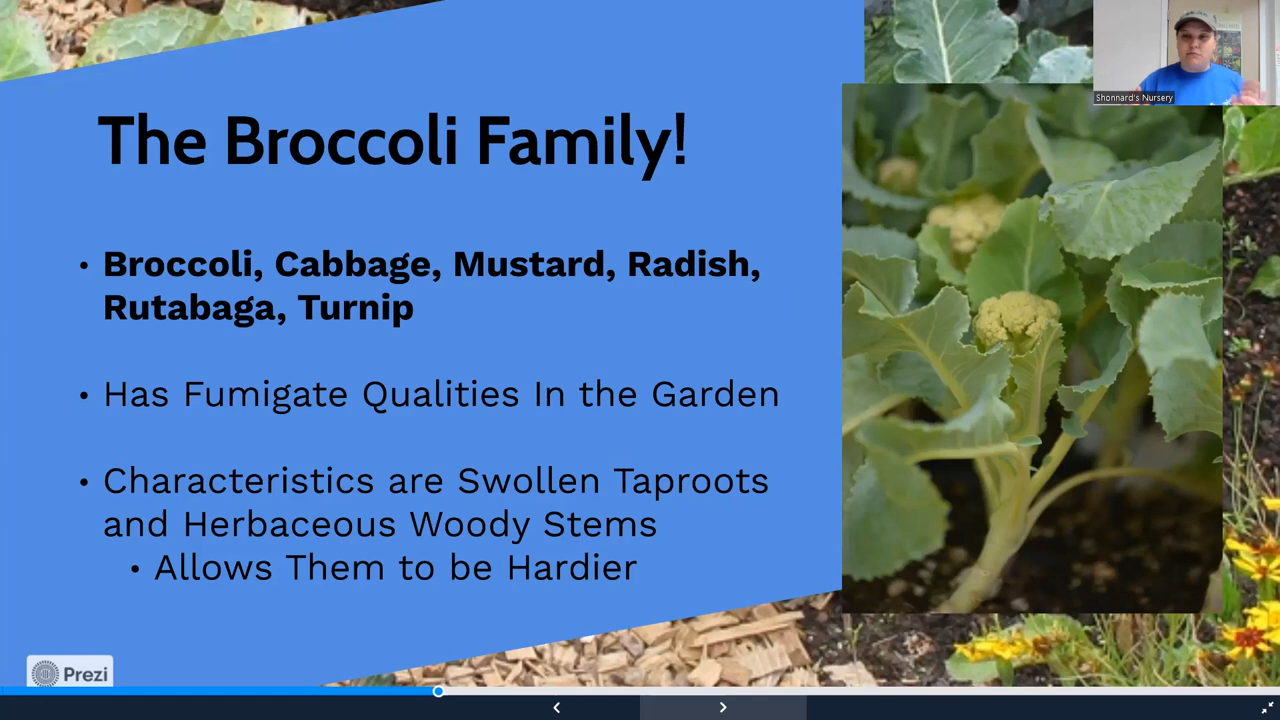 Shonnard's Nursery
The Broccoli Family!
• Broccoli, Cabbage, Mustard, Radish,
Rutabaga, Turnip
• Has Fumigate Qualities In the Garden
• Characteristics are Swollen Taproots
and Herbaceous Woody Stems
• Allows Them to be Hardier
Prezi